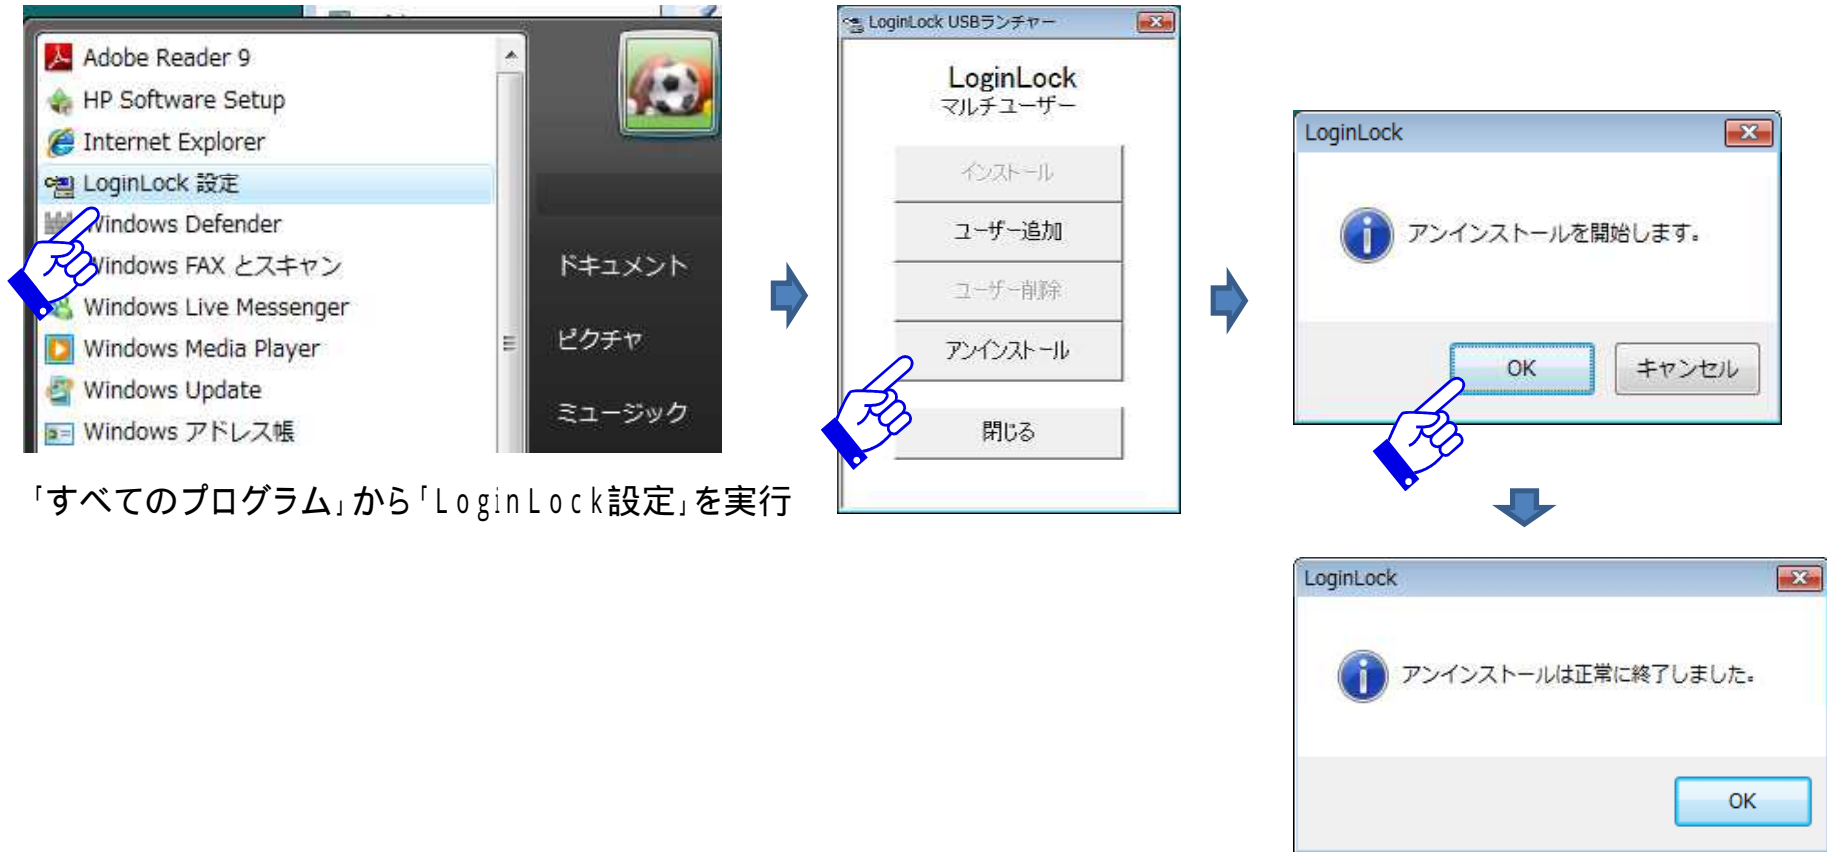 Adobe Reader 9
HP Software Setup
Internet Explorer
LoginLock 設定
Windows Defender
Windows FAX とスキャン
Windows Live Messenger
Windows Media Player
Windows Update
Windows アドレス帳
ドキュメント
ピクチャ
ミュージック
「すべてのプログラム」から「LoginLock設定」を実行
LoginLock USBランチャー
LoginLock
マルチユーザー
インストール
ユーザー追加
ユーザー削除
アンインストール
閉じる
LoginLock
アンインストールを開始します。
OK
キャンセル
LoginLock
アンインストールは正常に終了しました。
OK